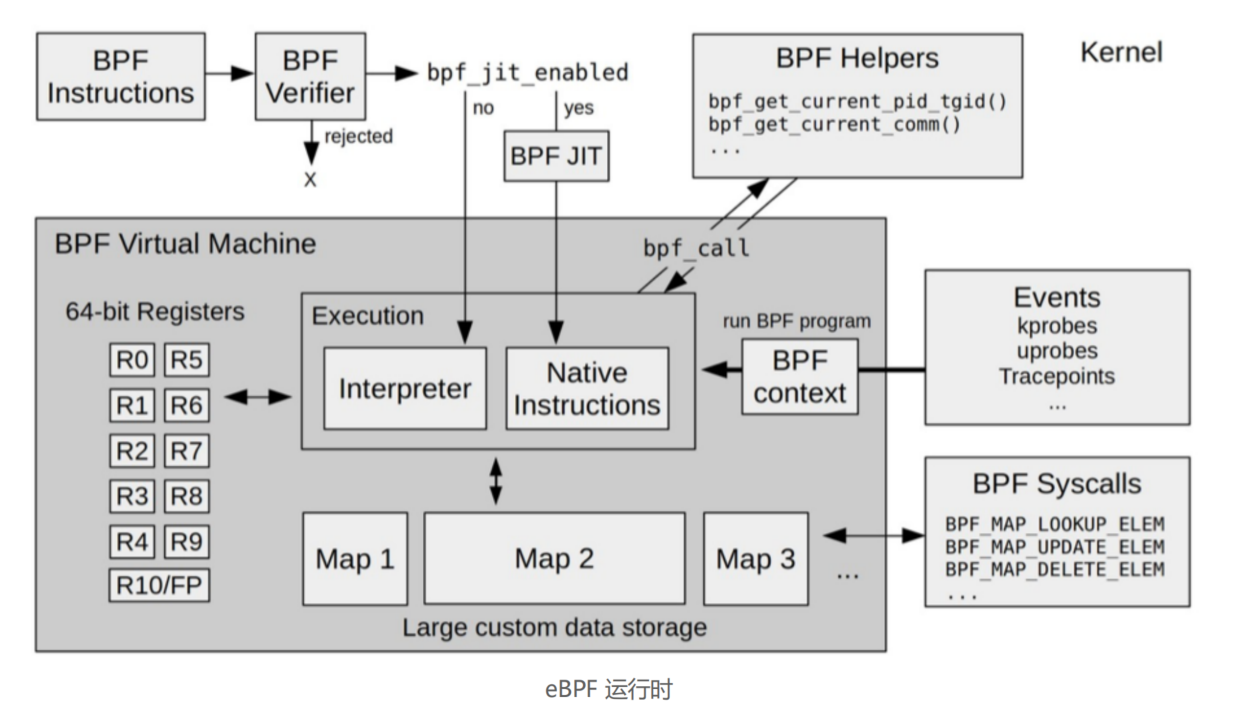 BPF
Instructions
BPF
Verifier
rejected
X
bpf_jit_enabled
no
yes
BPF JIT
BPF Helpers
bpf_get_current_pid_tgid()
bpf_get_current_comm()
...
Kernel
BPF Virtual Machine
bpf_call
64-bit Registers
R0 R5
R1 R6
R2 R7
R3 R8
R4 R9
R10/FP
Execution
Interpreter
Native
Instructions
run BPF program
BPF
context
Events
kprobes
uprobes
Tracepoints
...
Map 1
Map 2
Map 3
...
Large custom data storage
BPF Syscalls
BPF_MAP_LOOKUP_ELEM
BPF_MAP_UPDATE_ELEM
BPF_MAP_DELETE_ELEM
...
eBPF 运行时